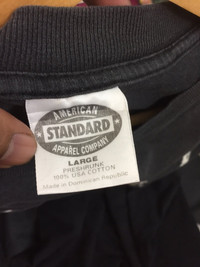 AMERICAN
STANDARD
APPAREL COMPANY
LARGE
PRESHRUNK
100% USA COTTON
Made in Dominican Republic